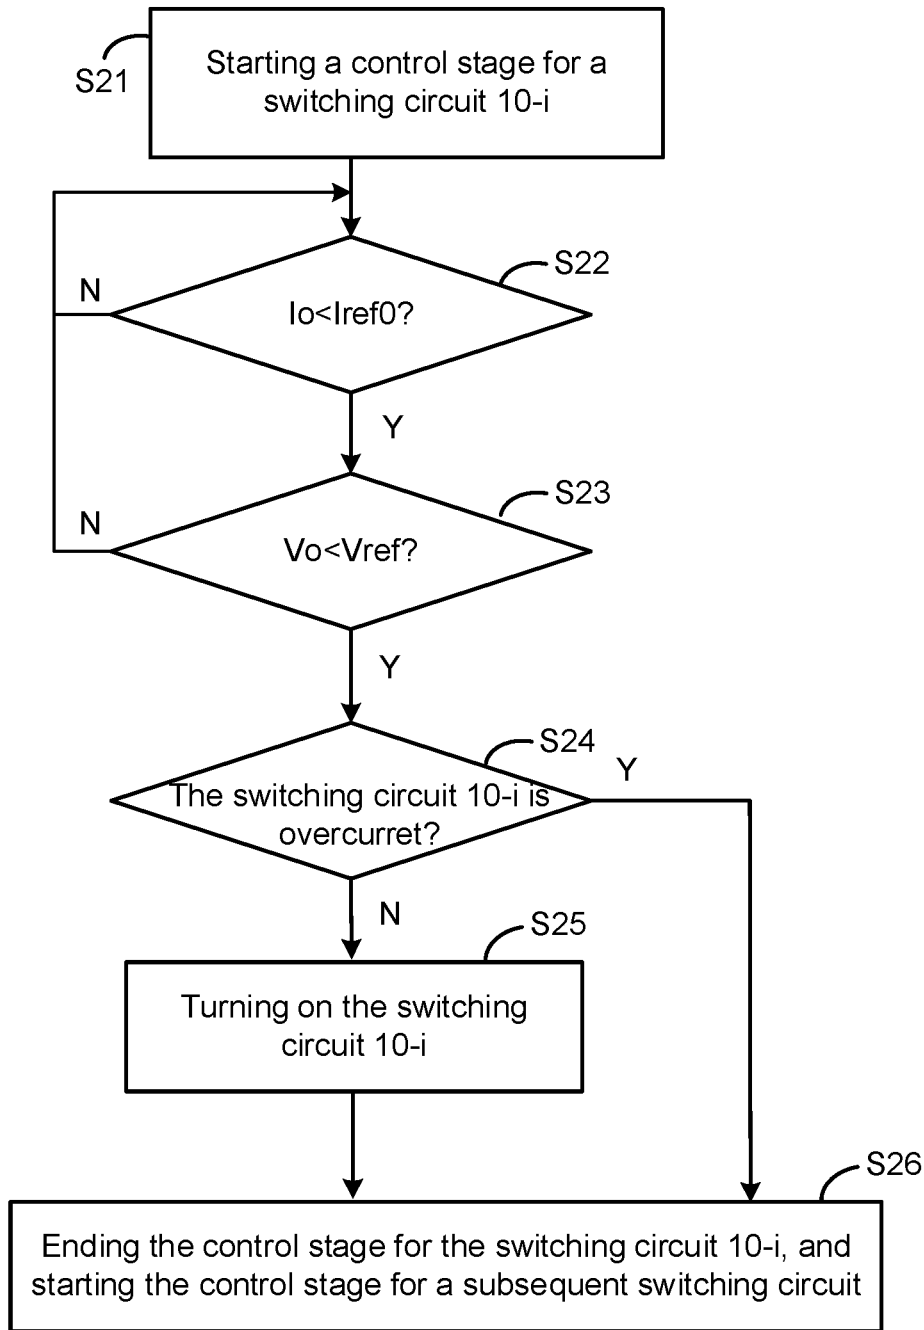 S21
Starting a control stage for a
switching circuit 10-i
S22
N
Io<Iref0?
Y
S23
N
Vo<Vref?
Y
S24
Y
The switching circuit 10-i is
overcurret?
N
S25
Turning on the switching
circuit 10-i
S26
Ending the control stage for the switching circuit 10-i, and
starting the control stage for a subsequent switching circuit